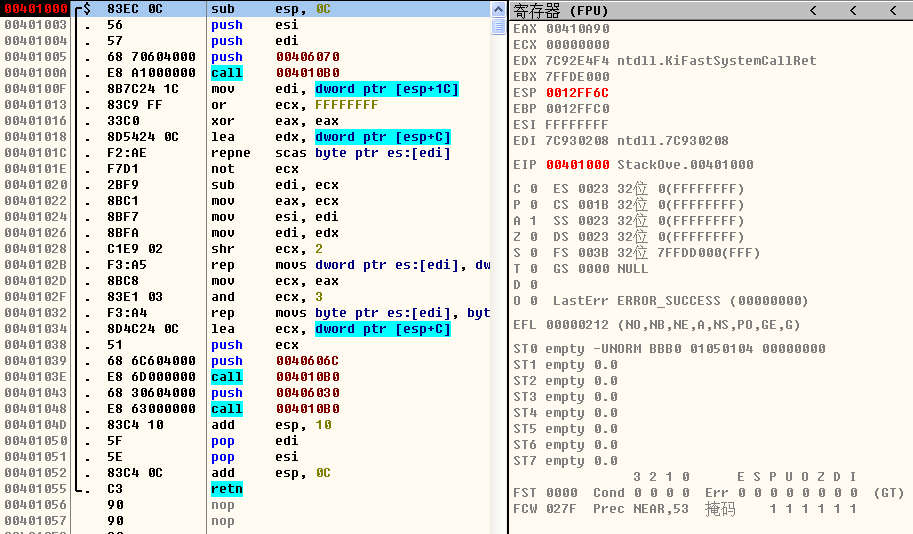 00401000 $ 83EC 0C sub esp, 0C
00401003 . 56 push esi
00401004 . 57 push edi
00401005 . 68 70604000 push 00406070
0040100A . E8 A1000000 call 004010B0
0040100F . 8B7C24 1C mov edi, dword ptr [esp+1C]
00401013 . 83C9 FF or ecx, FFFFFFFF
00401016 . 33C0 xor eax, eax
00401018 . 8D5424 0C lea edx, dword ptr [esp+C]
0040101C . F2:AE repne scas byte ptr es:[edi]
0040101E . F7D1 not ecx
00401020 . 2BF9 sub edi, ecx
00401022 . 8BC1 mov eax, ecx
00401024 . 8BF7 mov esi, edi
00401026 . 8BFA mov edi, edx
00401028 . C1E9 02 shr ecx, 2
0040102B . F3:A5 rep movs dword ptr es:[edi], dw
0040102D . 8BC8 mov ecx, eax
0040102F . 83E1 03 and ecx, 3
00401032 . F3:A4 rep movs byte ptr es:[edi], byt
00401034 . 8D4C24 0C lea ecx, dword ptr [esp+C]
00401038 . 51 push ecx
00401039 . 68 6C604000 push 0040606C
0040103E . E8 6D000000 call 004010B0
00401043 . 68 30604000 push 00406030
00401048 . E8 63000000 call 004010B0
0040104D . 83C4 10 add esp, 10
00401050 . 5F pop edi
00401051 . 5E pop esi
00401052 . 83C4 0C add esp, 0C
00401055 . C3 retn
00401056 90 nop
00401057 90 nop
寄存器 (FPU) < < <
EAX 00410A90
ECX 00000000
EDX 7C92E4F4 ntdll.KiFastSystemCallRet
EBX 7FFDE000
ESP 0012FF6C
EBP 0012FFC0
ESI FFFFFFFF
EDI 7C930208 ntdll.7C930208
EIP 00401000 StackOve.00401000
C 0 ES 0023 32位 0(FFFFFFFF)
P 0 CS 001B 32位 0(FFFFFFFF)
A 1 SS 0023 32位 0(FFFFFFFF)
Z 0 DS 0023 32位 0(FFFFFFFF)
S 0 FS 003B 32位 7FFDD000(FFF)
T 0 GS 0000 NULL
D 0
O 0 LastErr ERROR_SUCCESS (00000000)
EFL 00000212 (NO,NB,NE,A,NS,PO,GE,G)
ST0 empty -UNORM BBB0 01050104 00000000
ST1 empty 0.0
ST2 empty 0.0
ST3 empty 0.0
ST4 empty 0.0
ST5 empty 0.0
ST6 empty 0.0
ST7 empty 0.0
3 2 1 0 E S P U O Z D I
FST 0000 Cond 0 0 0 0 Err 0 0 0 0 0 0 0 0 (GT)
FCW 027F Prec NEAR,53 掩码 1 1 1 1 1 1